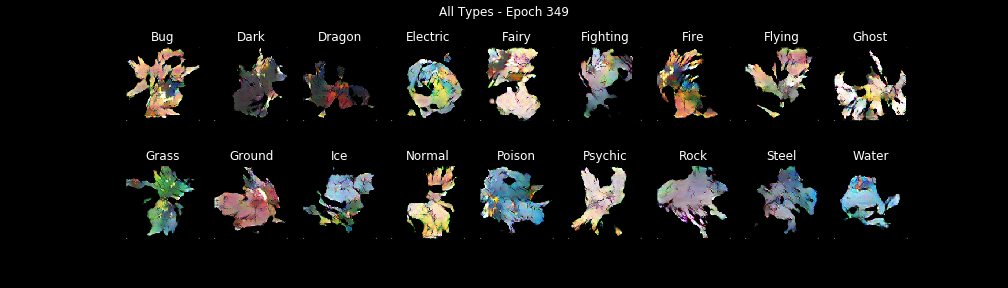 All Types - Epoch 349
Bug Dark Dragon Electric Fairy Fighting Fire Flying Ghost
Grass Ground Ice Normal Poison Psychic Rock Steel Water